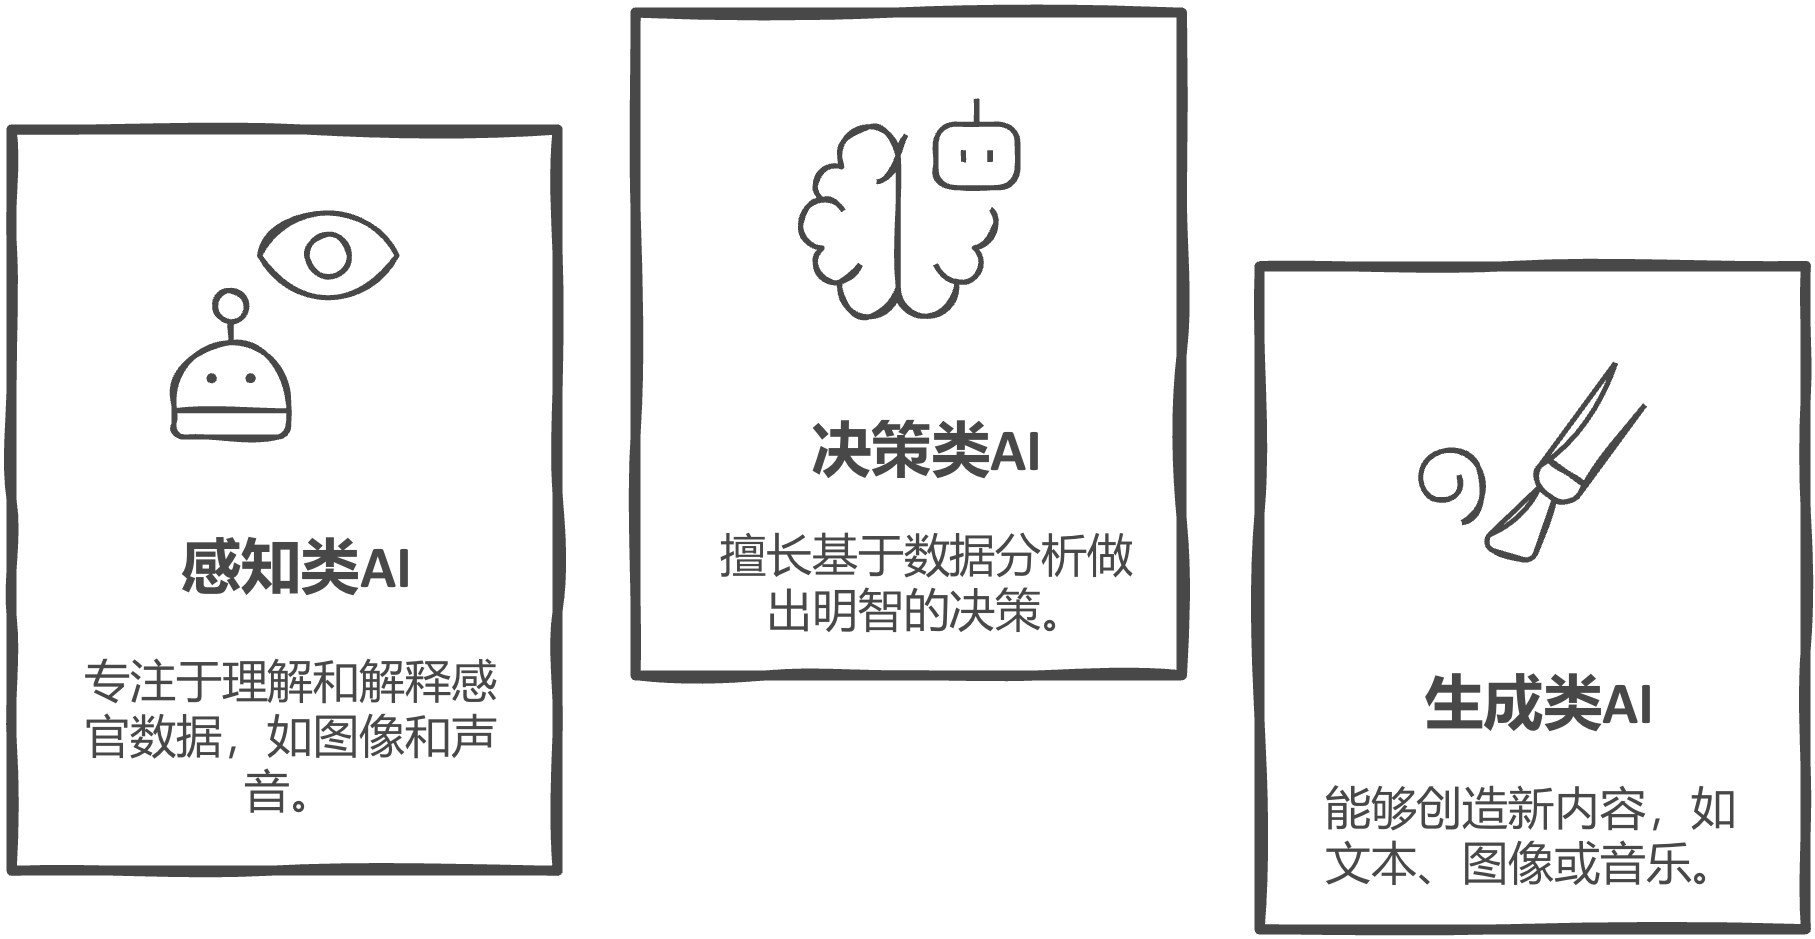 感知类AI
专注于理解和解释感
官数据，如图像和声
音。
决策类AI
擅长基于数据分析做
出明智的决策。
生成类AI
能够创造新内容，如
文本、图像或音乐。